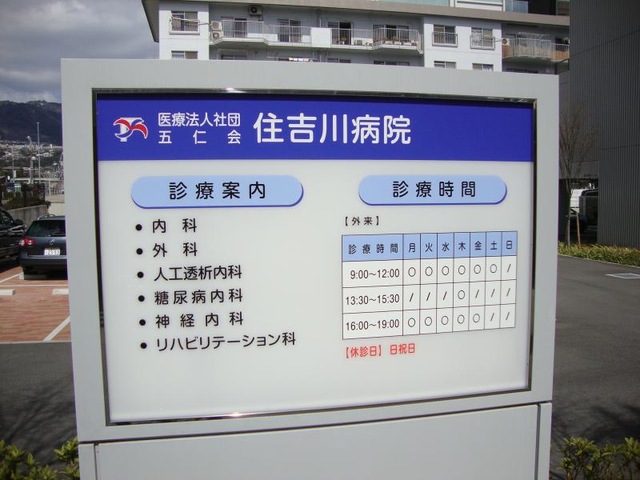 医療法人社団
五仁会
住吉川病院
診療案内
・内科
・外科
・人工透析内科
・糖尿病内科
・神経内科
・リハビリテーション科
診療時間
【外来】
診療時間 月 火 水 木 金 土 日
9:00~12:00 ○ ○ ○ ○ ○ ○ /
13:30~15:30 / / / ○ / / /
16:00~19:00 ○ ○ ○ ○ ○ / /
【休診日】日祝日